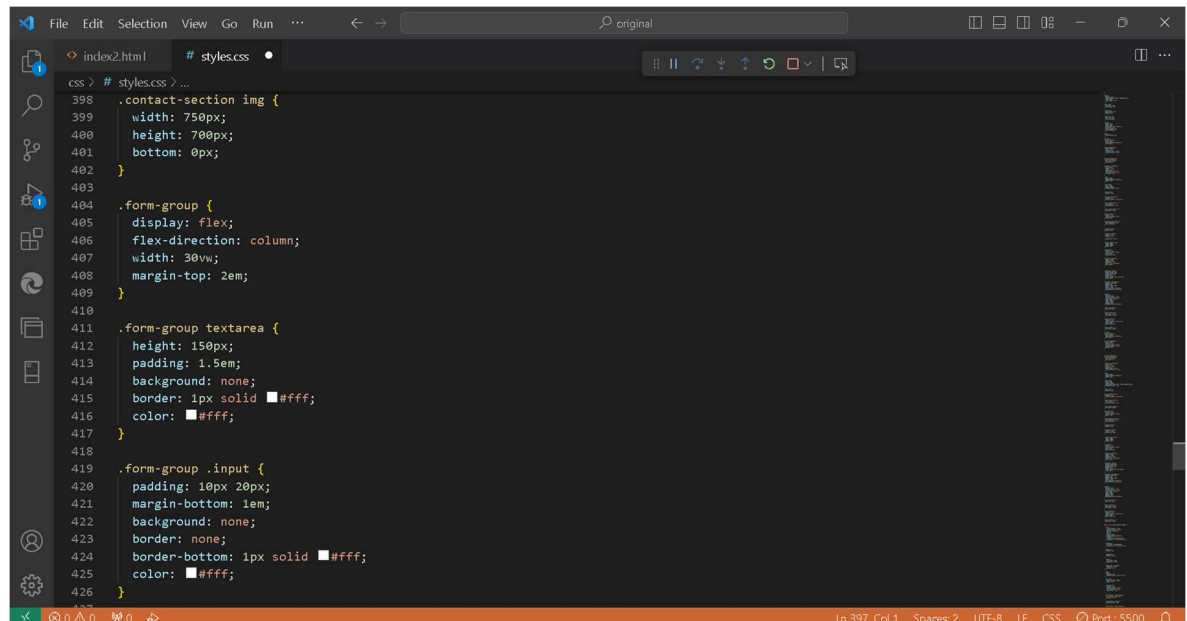 File Edit Selection View Go Run ··· original
index2.html # styles.css
css > # styles.css > ...
398 .contact-section img {
399 width: 750px;
400 height: 700px;
401 bottom: 0px;
402 }
403
404 .form-group {
405 display: flex;
406 flex-direction: column;
407 width: 30vw;
408 margin-top: 2em;
409 }
410
411 .form-group textarea {
412 height: 150px;
413 padding: 1.5em;
414 background: none;
415 border: 1px solid #fff;
416 color: #fff;
417 }
418
419 .form-group .input {
420 padding: 10px 20px;
421 margin-bottom: 1em;
422 background: none;
423 border: none;
424 border-bottom: 1px solid #fff;
425 color: #fff;
426 }
0 0 0 Ln 397, Col 1 Spaces: 2 UTF-8 LF CSS Port : 5500